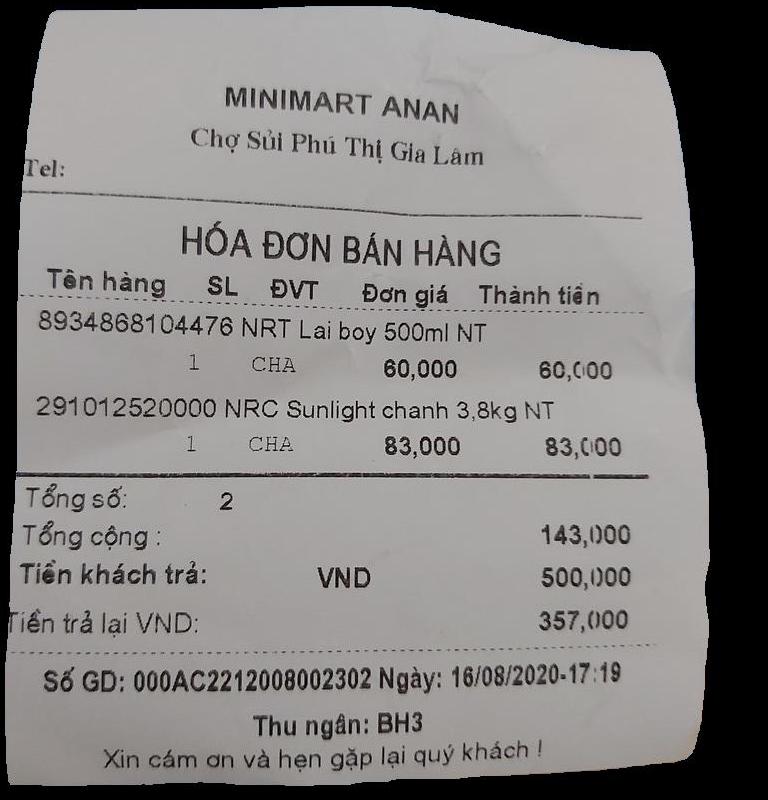 MINIMART ANAN
Chợ Sủi Phú Thị Gia Lâm
Tel:
HÓA ĐƠN BÁN HÀNG
Tên hàng SL ĐVT Đơn giá Thành tiền
8934868104476 NRT Lai boy 500ml NT
1 CHA 60,000 60,000
291012520000 NRC Sunlight chanh 3,8kg NT
1 CHA 83,000 83,000
Tổng số: 2
Tổng cộng : 143,000
Tiền khách trả: VND 500,000
Tiền trả lại VND: 357,000
Số GD: 000AC2212008002302 Ngày: 16/08/2020-17:19
Thu ngân: BH3
Xin cám ơn và hẹn gặp lại quý khách !